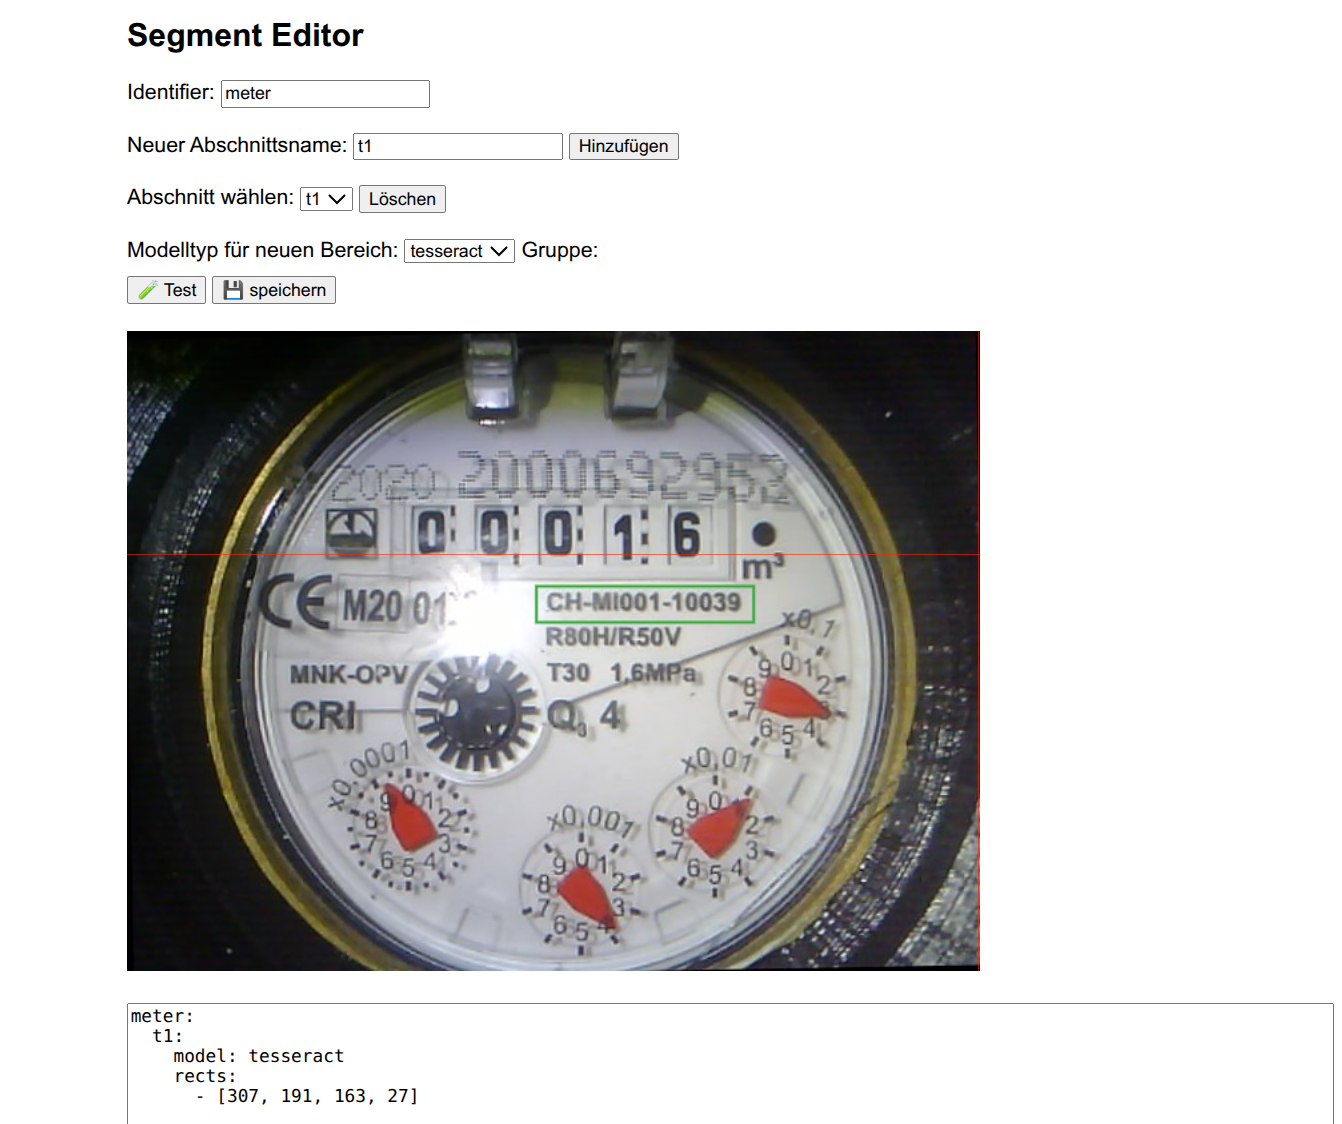 Segment Editor
Identifier: meter
Neuer Abschnittsname: t1 Hinzufügen
Abschnitt wählen: t1 Löschen
Modelltyp für neuen Bereich: tesseract Gruppe:
Test speichern
2020 2000692952
0 0 0 1 6
m³
CE M20 01
CH-MI001-10039
x0,1
R80H/R50V
MNK-OPV
T30 1,6MPa
CRI
Q₃ 4
9 0 1 2 3 4 5 6 7 8
x0,0001
9 0 1 2 3 4 5 6 7 8
x0,001
9 0 1 2 3 4 5 6 7 8
x0,01
9 0 1 2 3 4 5 6 7 8
meter:
t1:
model: tesseract
rects:
- [307, 191, 163, 27]